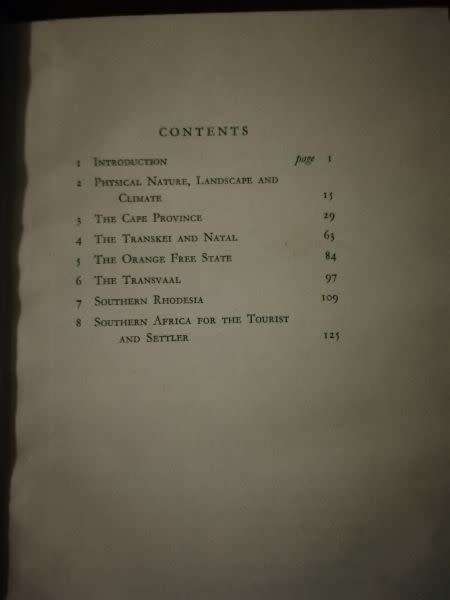 CONTENTS
1 Introduction page 1
2 Physical Nature, Landscape and
Climate 15
3 The Cape Province 29
4 The Transkei and Natal 63
5 The Orange Free State 84
6 The Transvaal 97
7 Southern Rhodesia 109
8 Southern Africa for the Tourist
and Settler 125